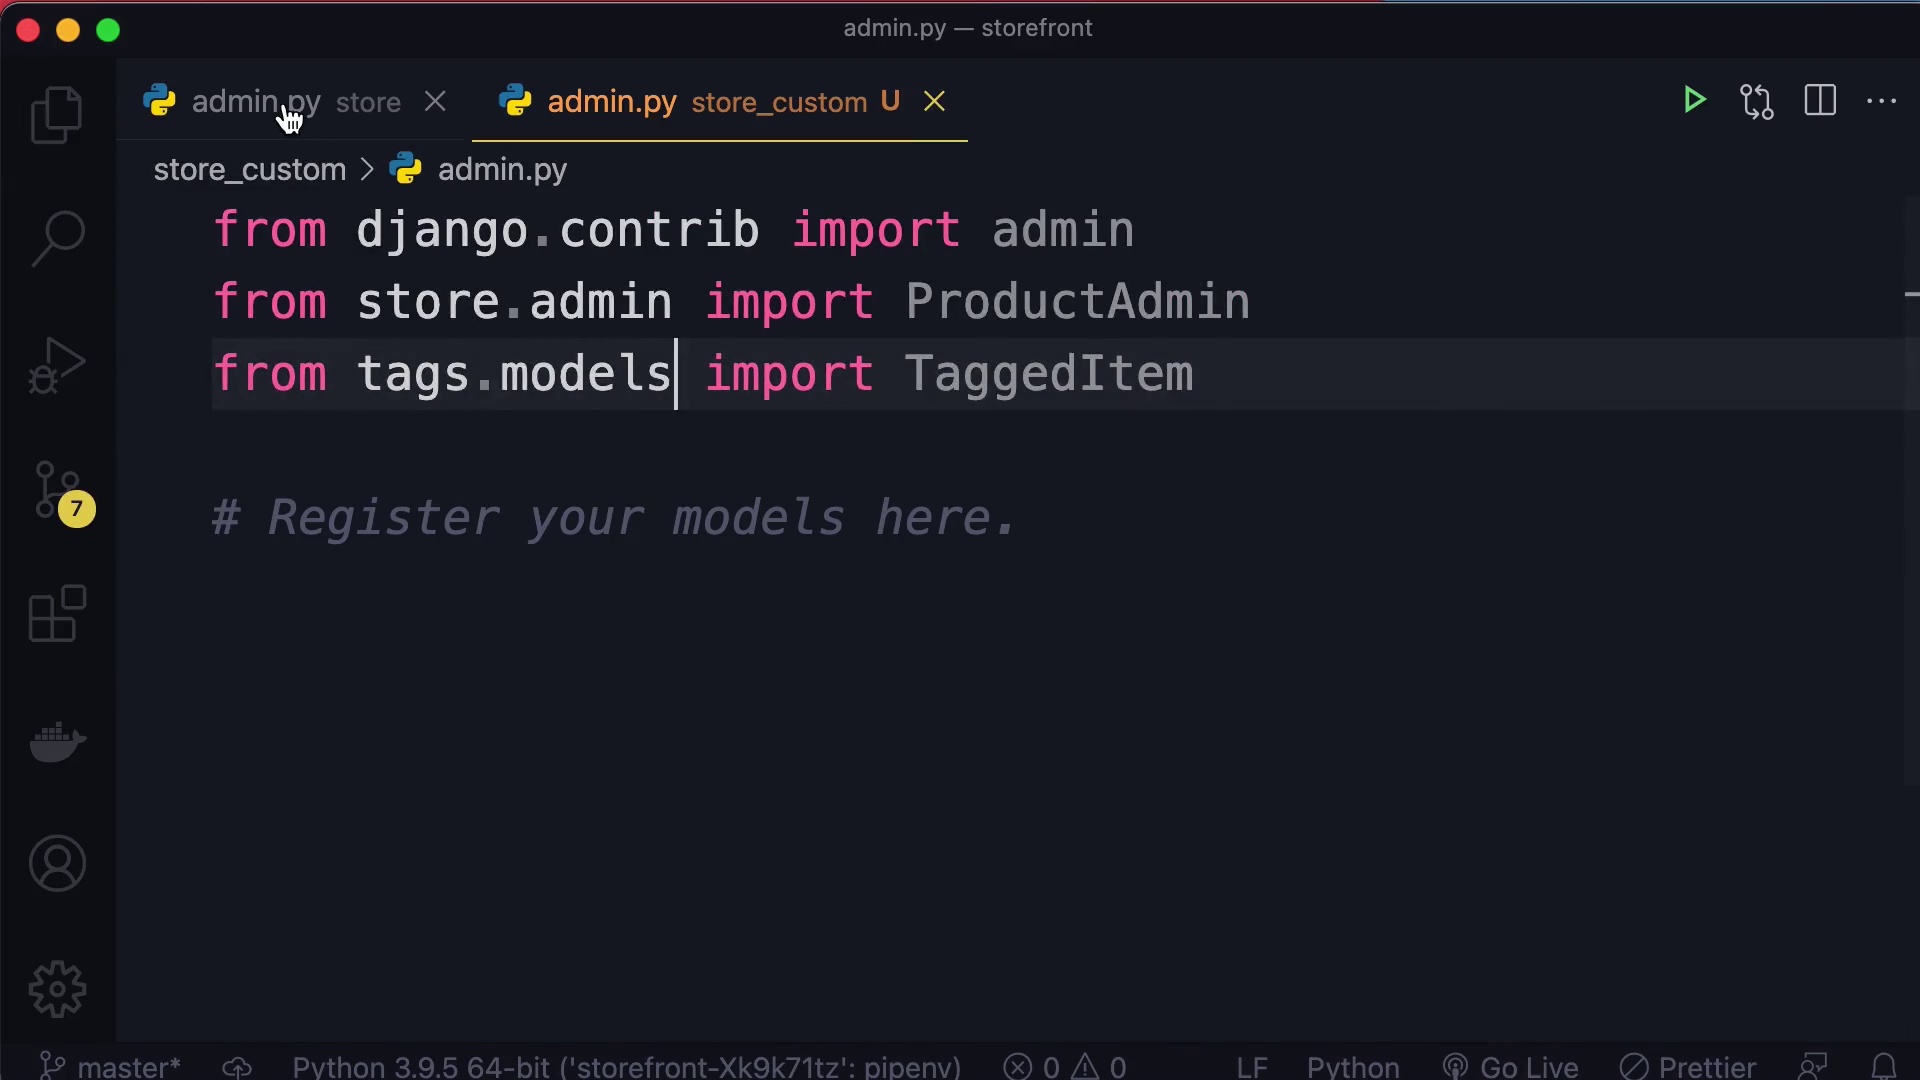 admin.py — storefront
admin.py store
admin.py store_custom U
store_custom > admin.py
from django.contrib import admin
from store.admin import ProductAdmin
from tags.models import TaggedItem
# Register your models here.
7
master* Python 3.9.5 64-bit ('storefront-Xk9k71tz': pipenv) 0 0 LF Python Go Live Prettier